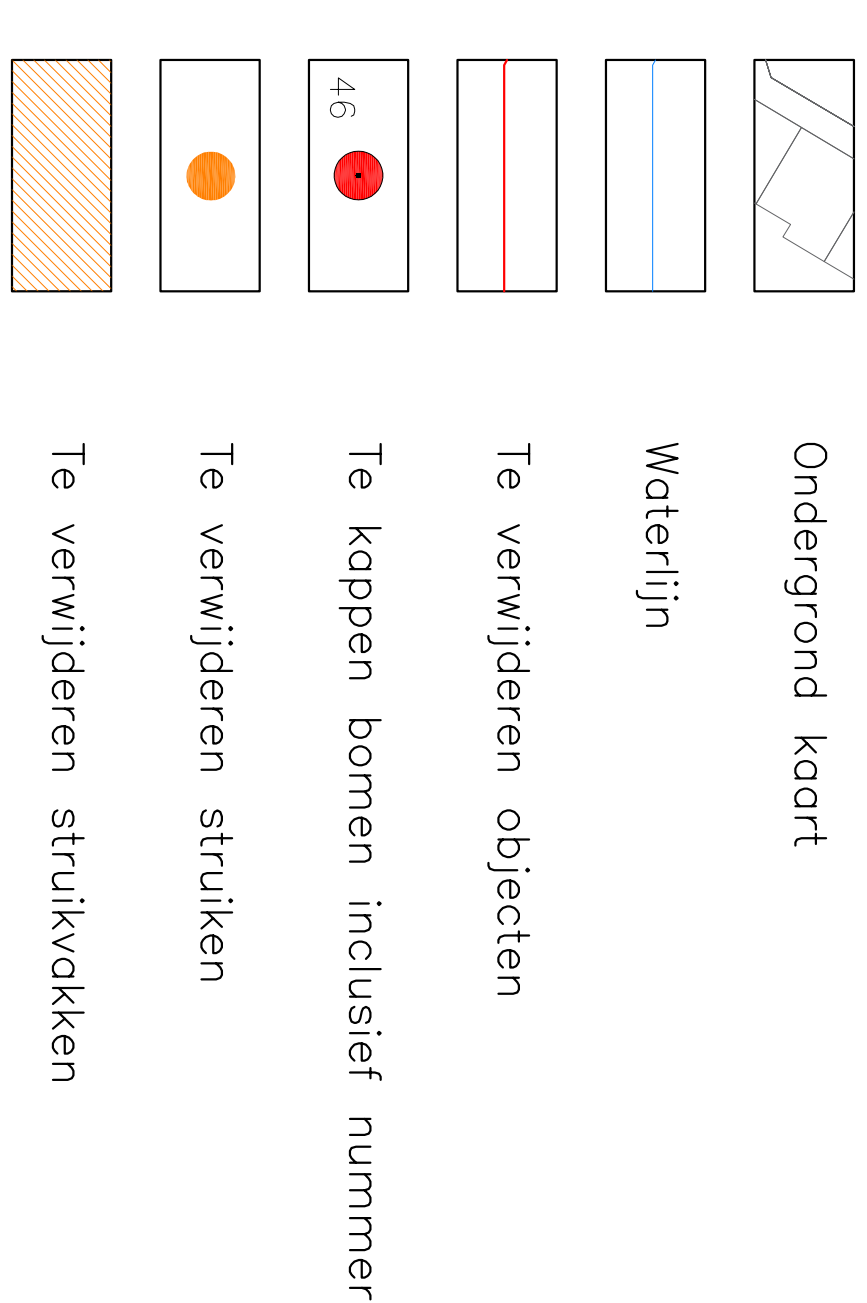 Ondergrond kaart
Waterlijn
Te verwijderen objecten
46
Te kappen bomen inclusief nummer
Te verwijderen struiken
Te verwijderen struikvakken